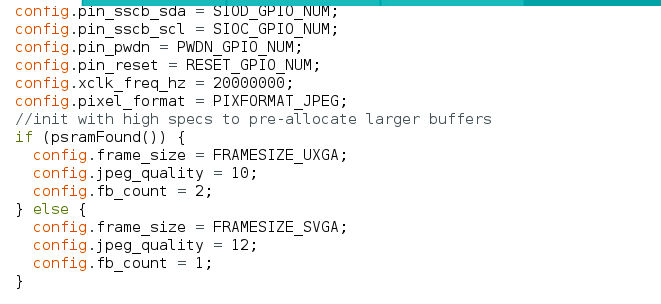 config.pin_sscb_sda = SIOD_GPIO_NUM;
config.pin_sscb_scl = SIOC_GPIO_NUM;
config.pin_pwdn = PWDN_GPIO_NUM;
config.pin_reset = RESET_GPIO_NUM;
config.xclk_freq_hz = 20000000;
config.pixel_format = PIXFORMAT_JPEG;
//init with high specs to pre-allocate larger buffers
if (psramFound()) {
  config.frame_size = FRAMESIZE_UXGA;
  config.jpeg_quality = 10;
  config.fb_count = 2;
} else {
  config.frame_size = FRAMESIZE_SVGA;
  config.jpeg_quality = 12;
  config.fb_count = 1;
}